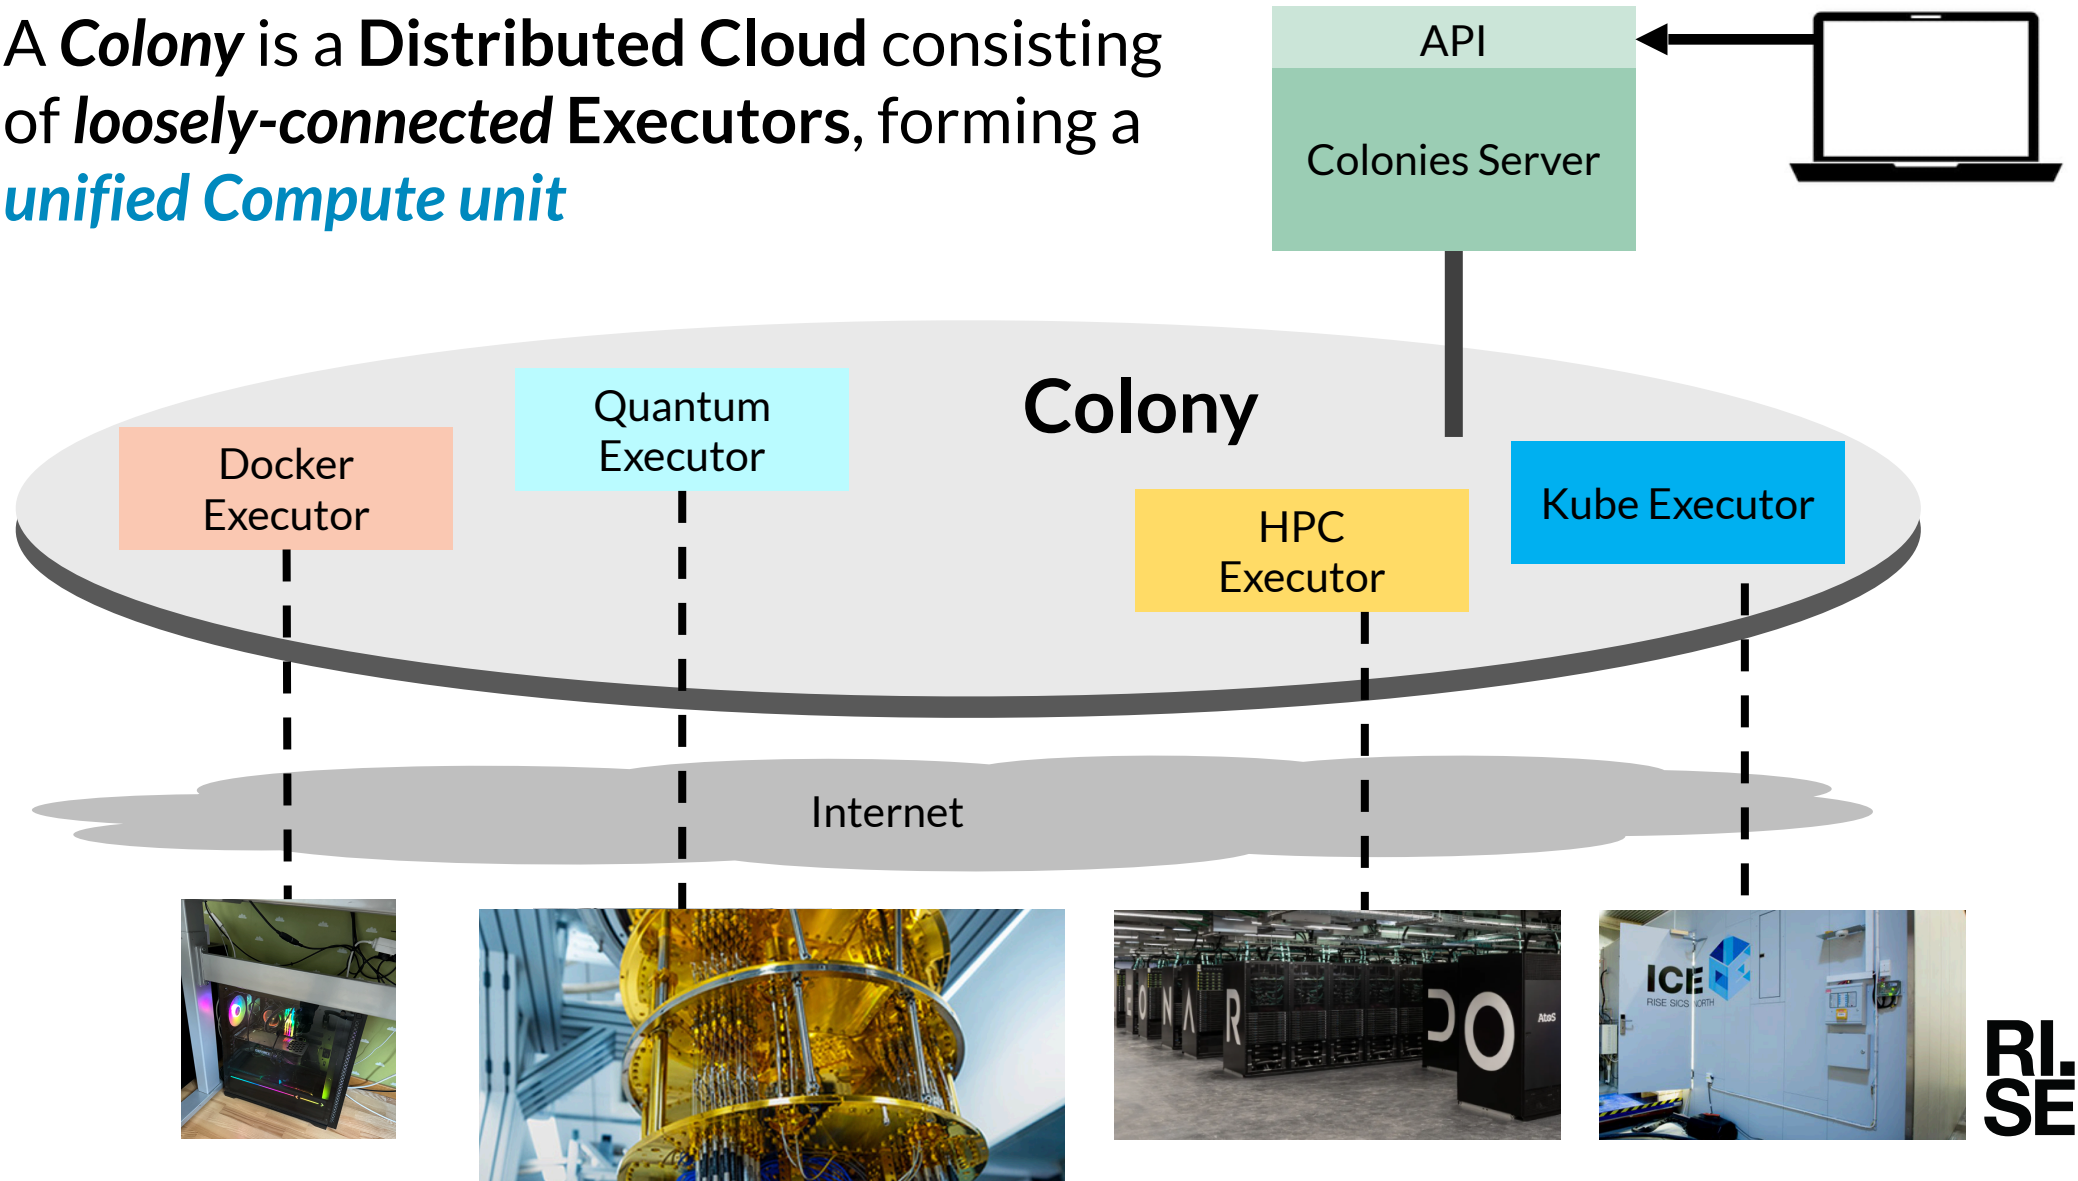 A Colony is a Distributed Cloud consisting
of loosely-connected Executors, forming a
unified Compute unit
API
Colonies Server
Colony
Quantum
Executor
Docker
Executor
Kube Executor
HPC
Executor
Internet
E O N A R
D O
Atos
ICE
RISE SICS NORTH
RI.
SE